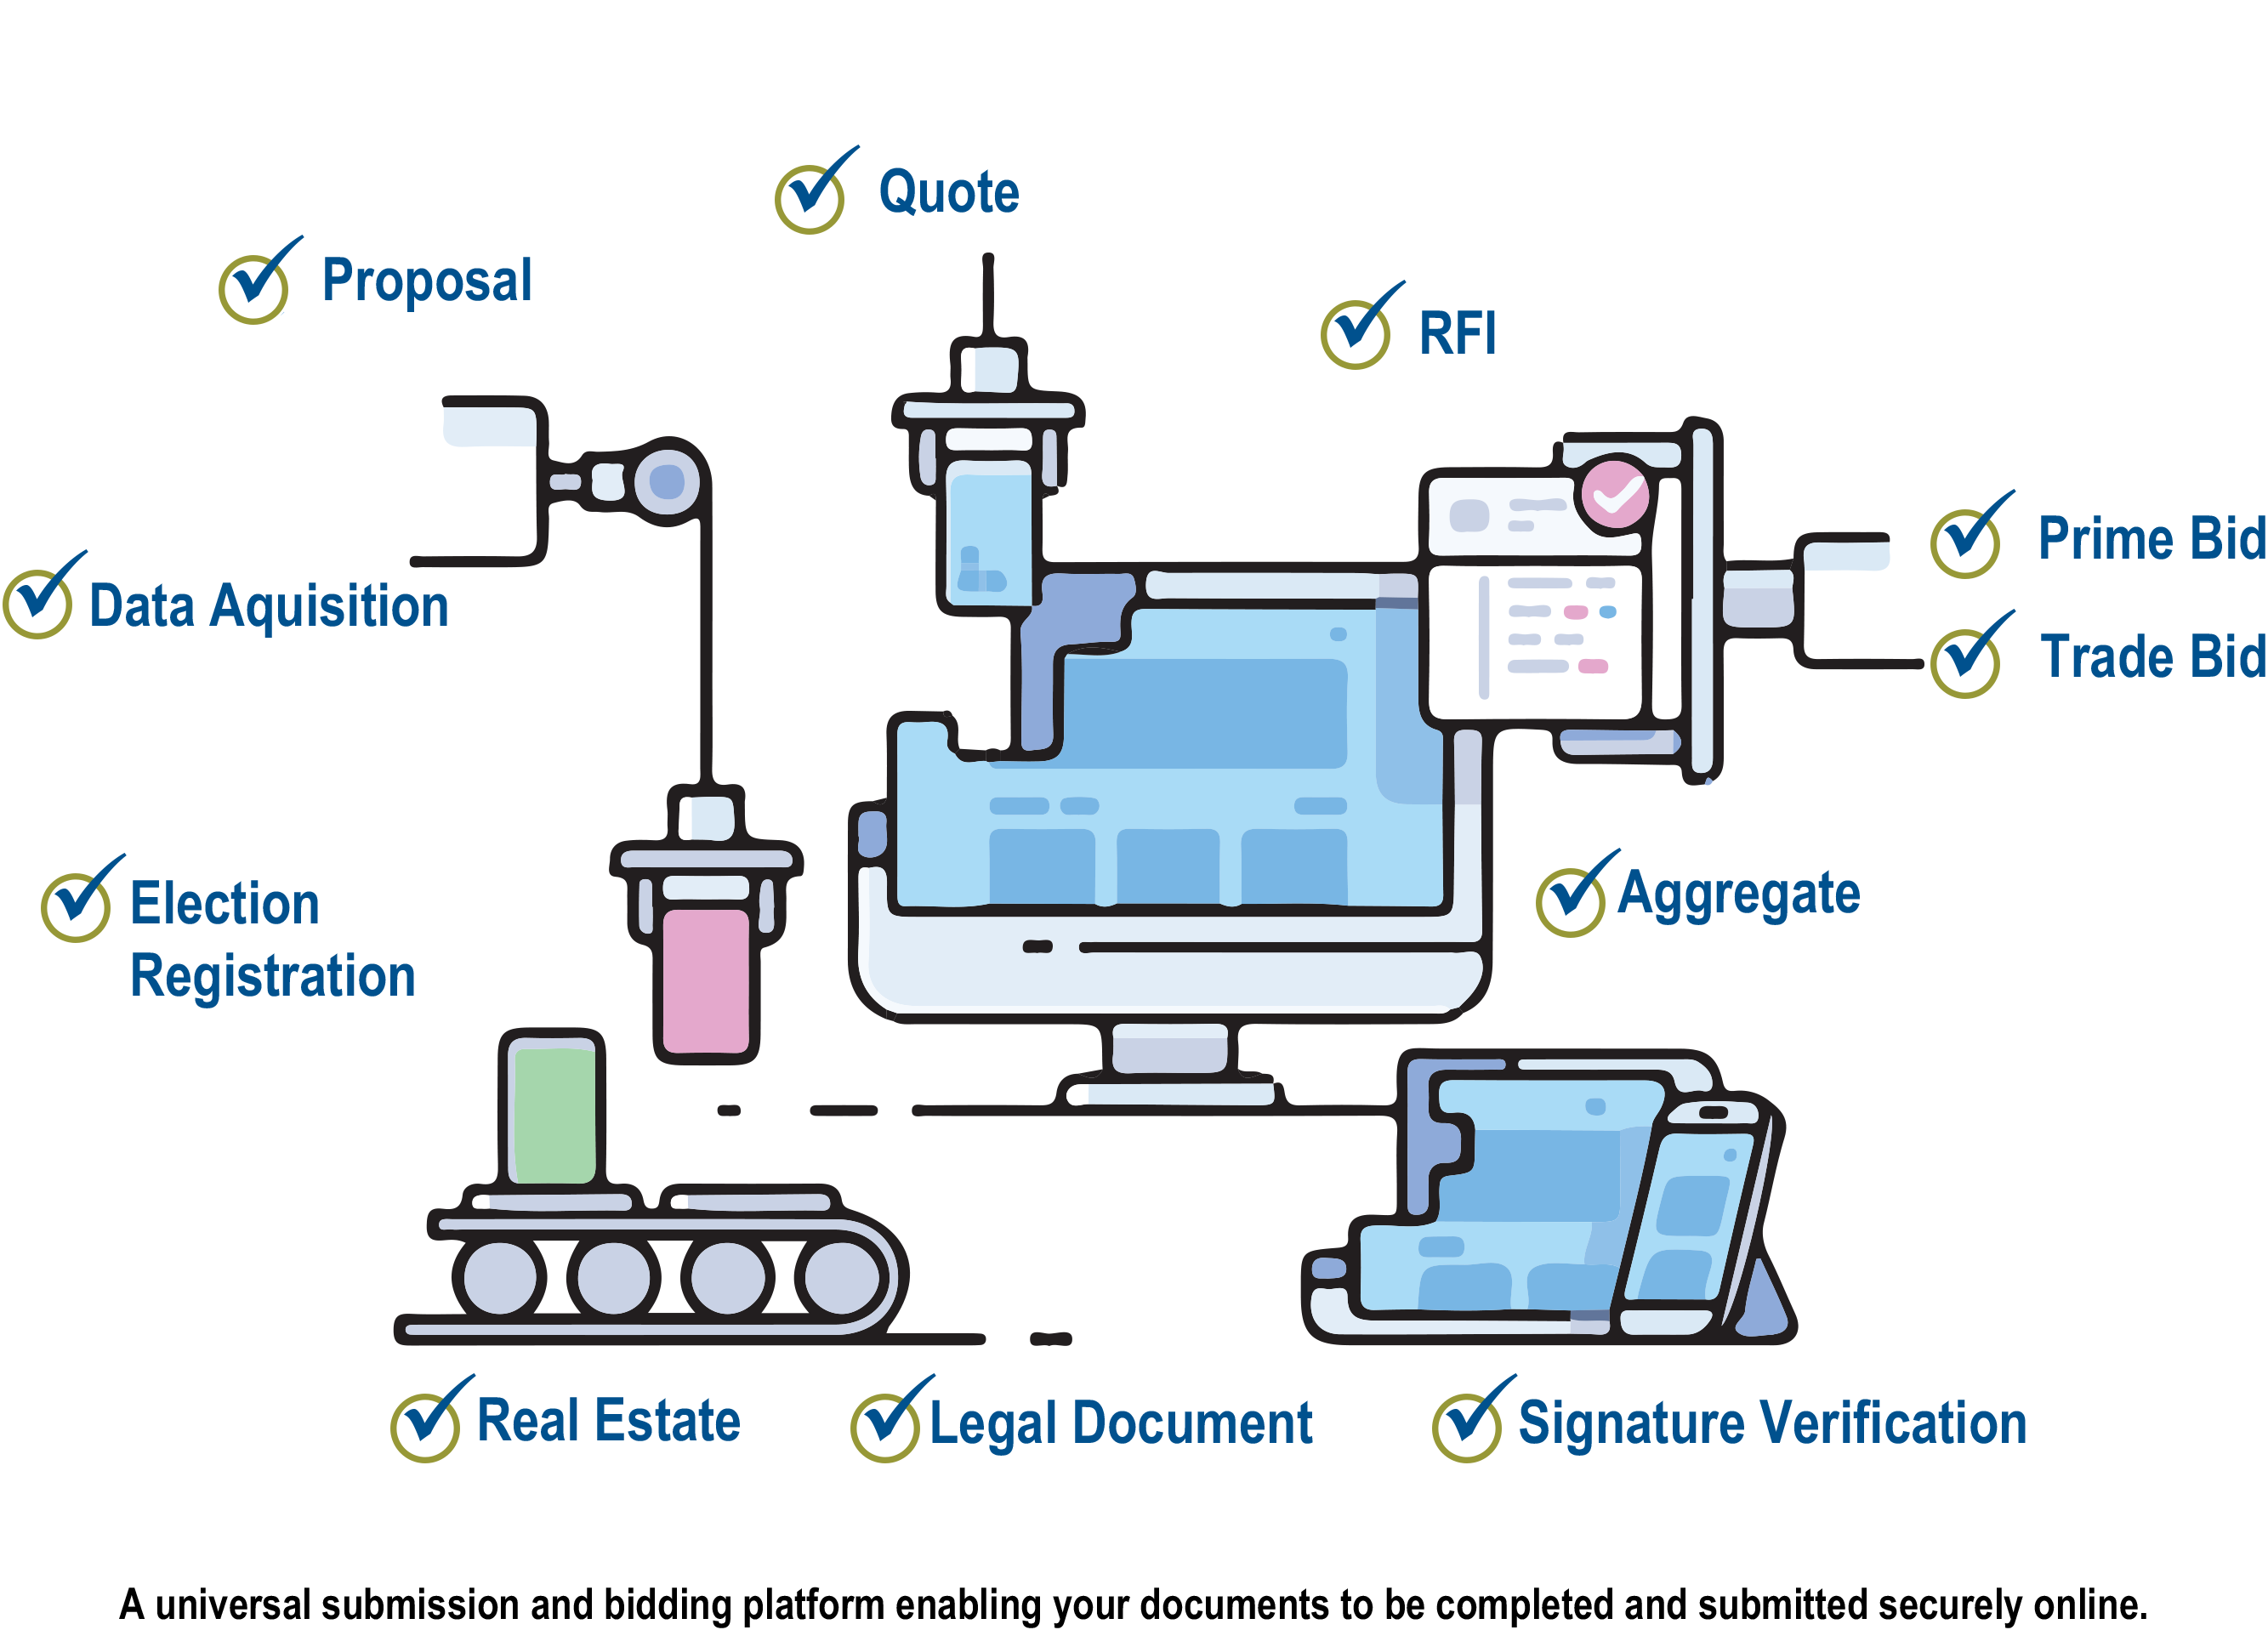 Quote
Proposal
RFI
Prime Bid
Data Aquisition
Trade Bid
Election
Registration
Aggregate
Real Estate
Legal Document
Signature Verification
A universal submission and bidding platform enabling your documents to be completed and submitted securely online.